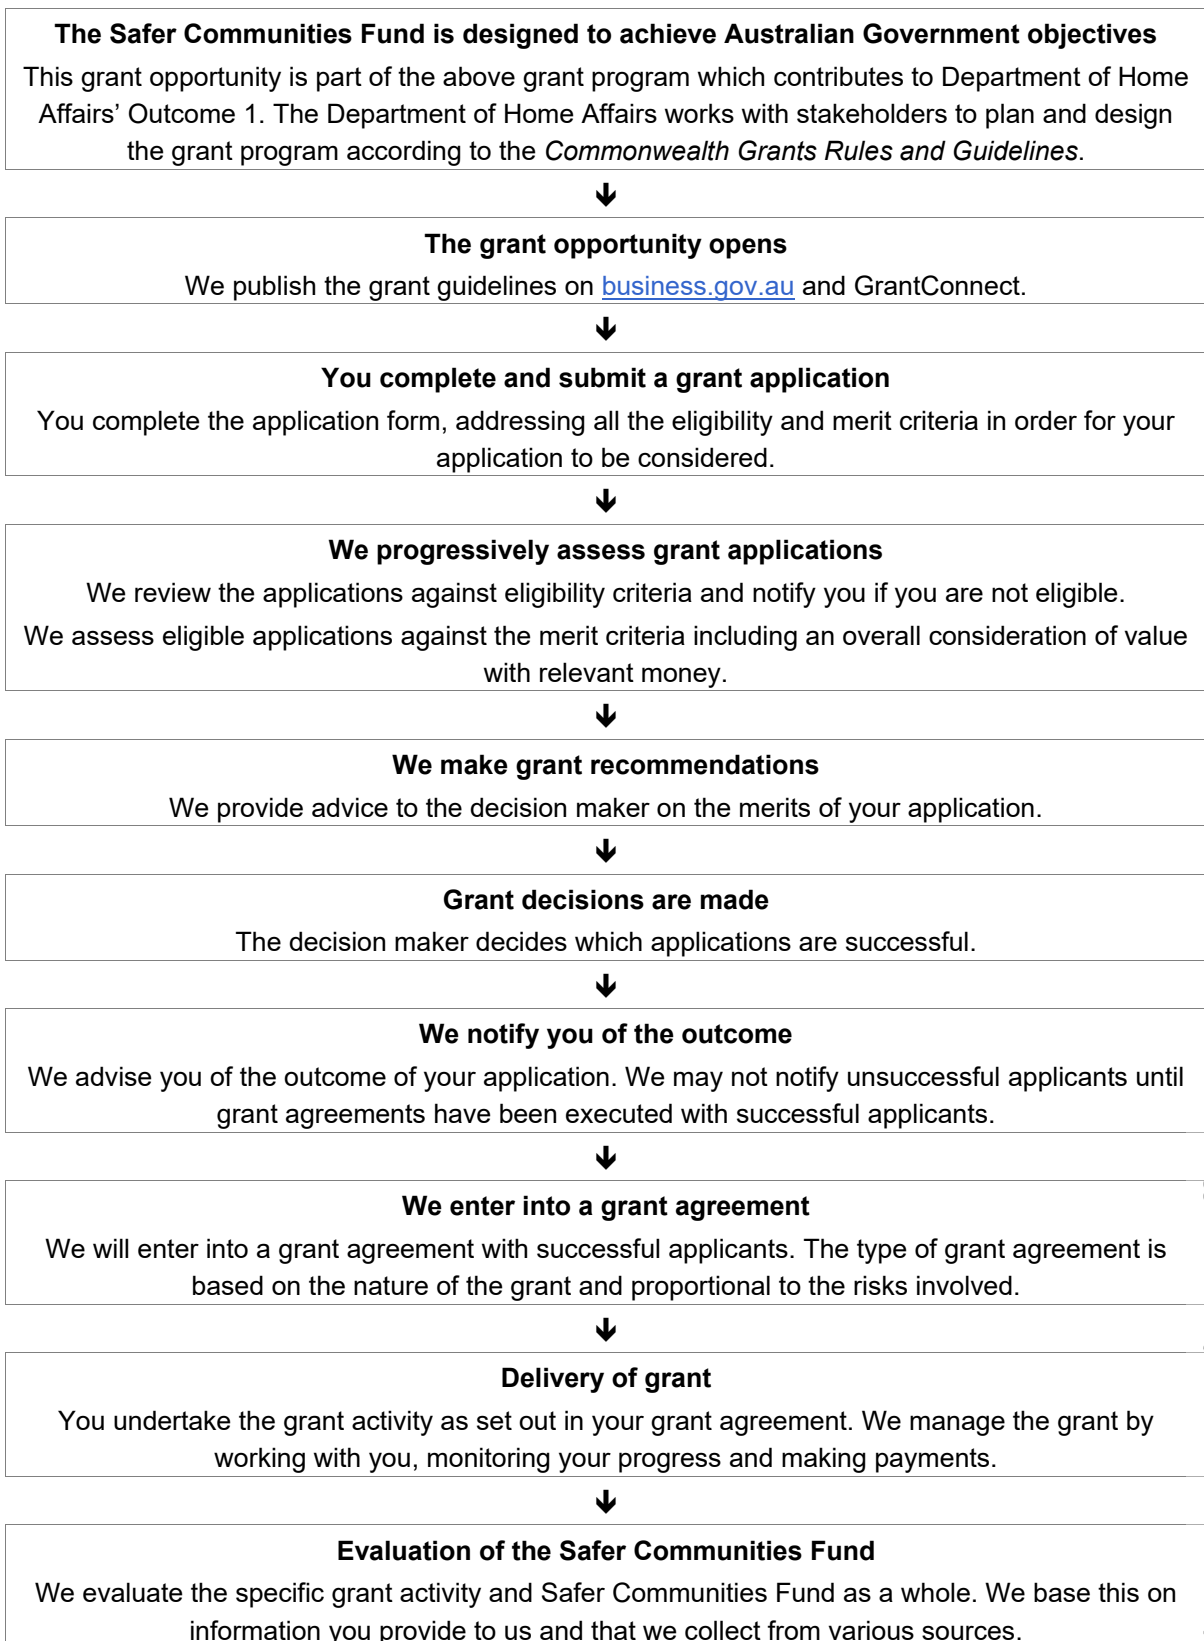 The Safer Communities Fund is designed to achieve Australian Government objectives
This grant opportunity is part of the above grant program which contributes to Department of Home
Affairs’ Outcome 1. The Department of Home Affairs works with stakeholders to plan and design
the grant program according to the Commonwealth Grants Rules and Guidelines.
The grant opportunity opens
We publish the grant guidelines on business.gov.au and GrantConnect.
You complete and submit a grant application
You complete the application form, addressing all the eligibility and merit criteria in order for your
application to be considered.
We progressively assess grant applications
We review the applications against eligibility criteria and notify you if you are not eligible.
We assess eligible applications against the merit criteria including an overall consideration of value
with relevant money.
We make grant recommendations
We provide advice to the decision maker on the merits of your application.
Grant decisions are made
The decision maker decides which applications are successful.
We notify you of the outcome
We advise you of the outcome of your application. We may not notify unsuccessful applicants until
grant agreements have been executed with successful applicants.
We enter into a grant agreement
We will enter into a grant agreement with successful applicants. The type of grant agreement is
based on the nature of the grant and proportional to the risks involved.
Delivery of grant
You undertake the grant activity as set out in your grant agreement. We manage the grant by
working with you, monitoring your progress and making payments.
Evaluation of the Safer Communities Fund
We evaluate the specific grant activity and Safer Communities Fund as a whole. We base this on
information you provide to us and that we collect from various sources.